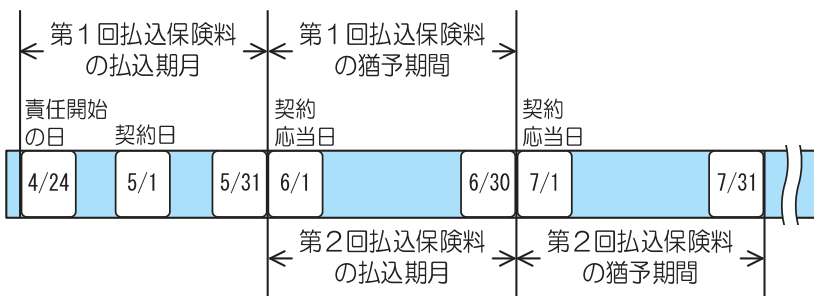 第1回払込保険料
の払込期月
第1回払込保険料
の猶予期間
責任開始
の日
契約日
契約
応当日
契約
応当日
4/24
5/1
5/31
6/1
6/30
7/1
7/31
第2回払込保険料
の払込期月
第2回払込保険料
の猶予期間